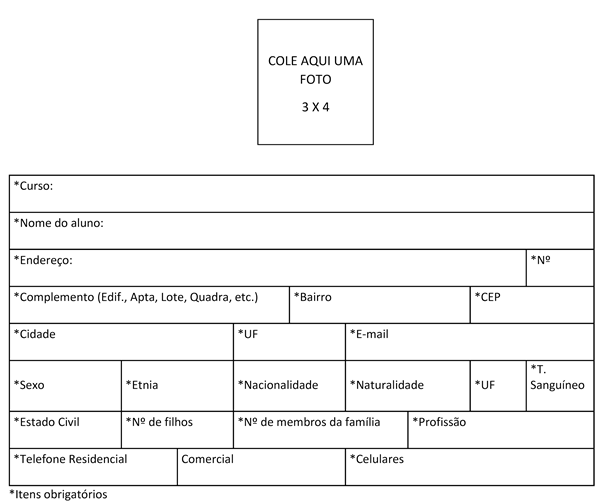 COLE AQUI UMA
FOTO
3 X 4
*Curso:
*Nome do aluno:
*Endereço: *Nº
*Complemento (Edif., Apta, Lote, Quadra, etc.) *Bairro *CEP
*Cidade *UF *E-mail
*Sexo *Etnia *Nacionalidade *Naturalidade *UF *T.
Sanguíneo
*Estado Civil *Nº de filhos *Nº de membros da família *Profissão
*Telefone Residencial Comercial *Celulares
*Itens obrigatórios